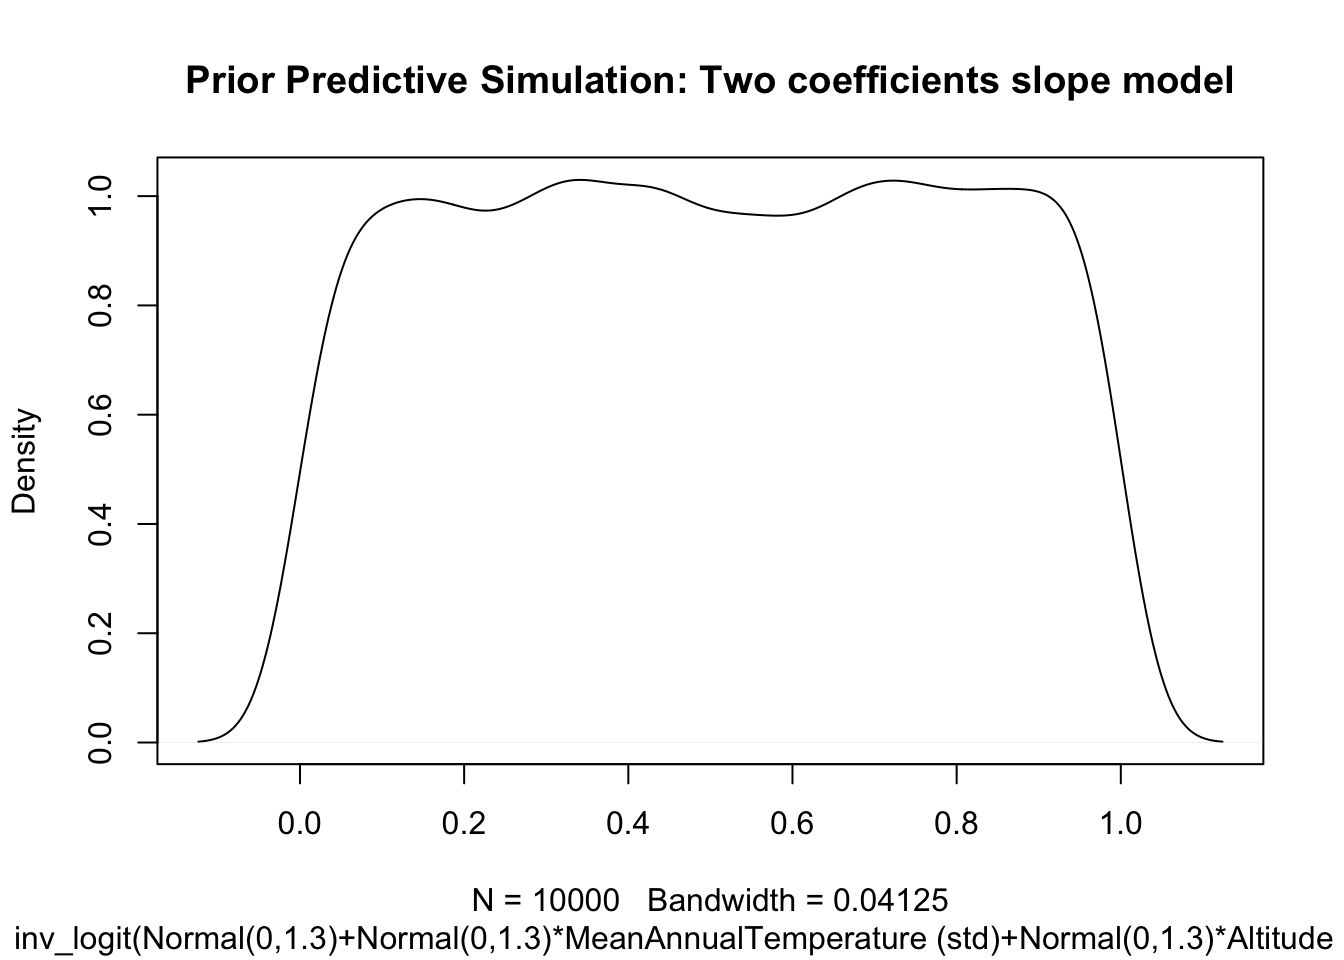 Prior Predictive Simulation: Two coefficients slope model
Density
1.0
0.8
0.6
0.4
0.2
0.0
0.0 0.2 0.4 0.6 0.8 1.0
N = 10000 Bandwidth = 0.04125
inv_logit(Normal(0,1.3)+Normal(0,1.3)*MeanAnnualTemperature (std)+Normal(0,1.3)*Altitude